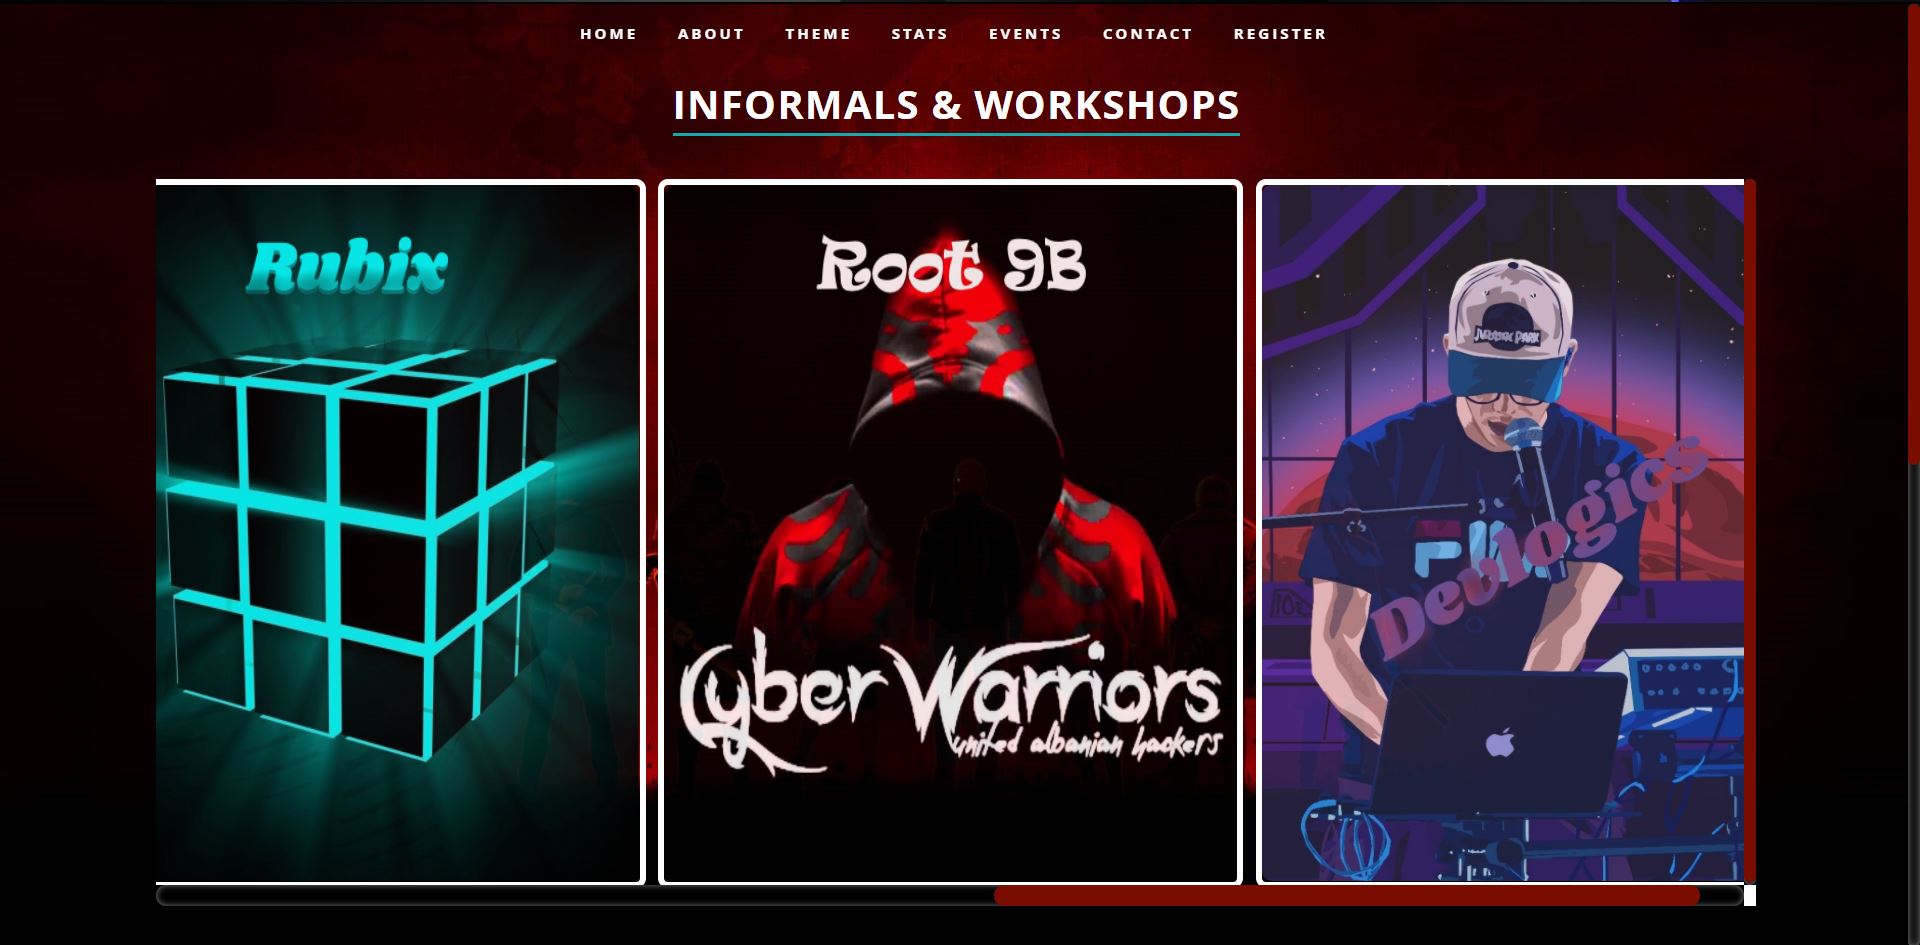 HOME ABOUT THEME STATS EVENTS CONTACT REGISTER
INFORMALS & WORKSHOPS
Rubix
Root 9B
Cyber Warriors
united albanian hackers
JURASSIC PARK
Deblogics